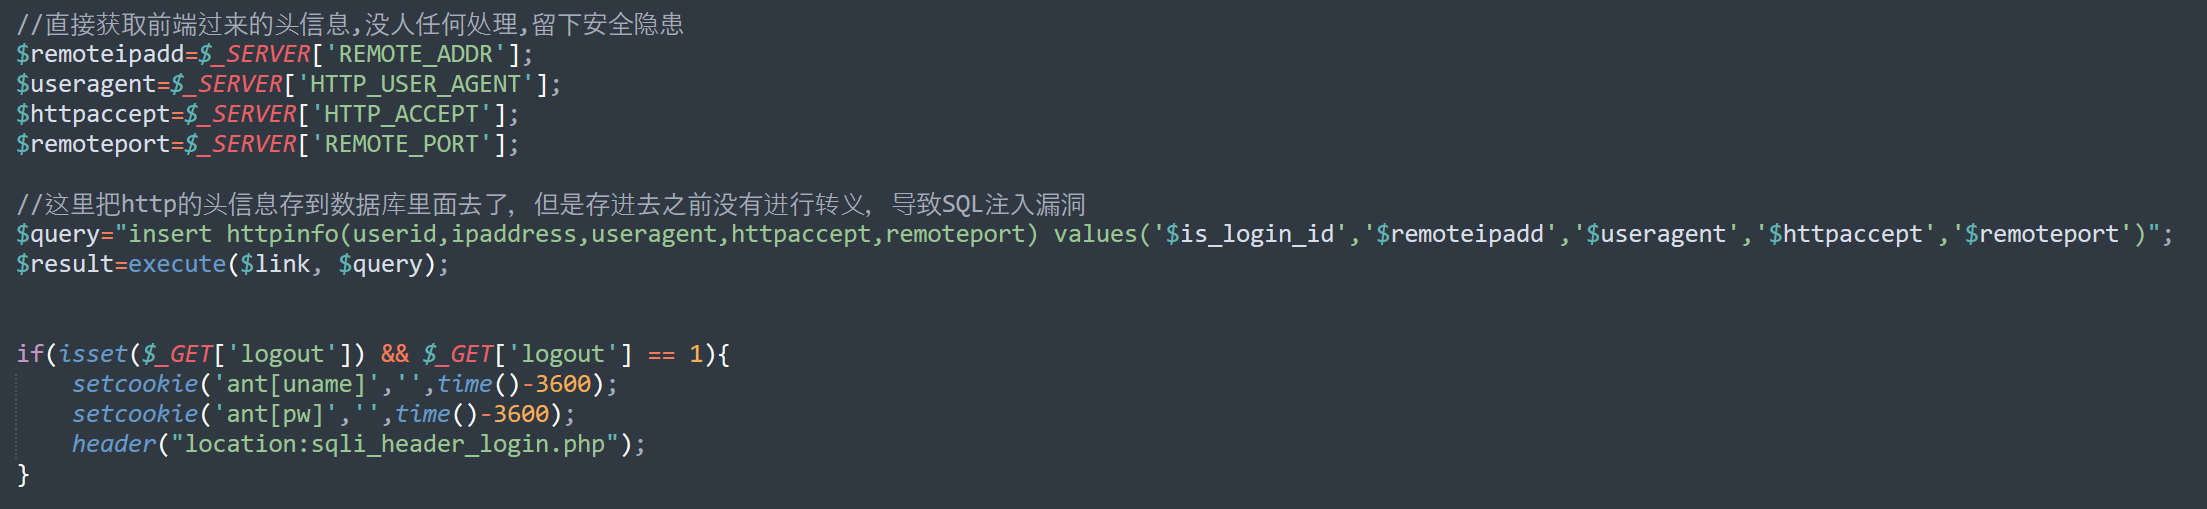 //直接获取前端过来的头信息,没人任何处理,留下安全隐患
$remoteipadd=$_SERVER['REMOTE_ADDR'];
$useragent=$_SERVER['HTTP_USER_AGENT'];
$httpaccept=$_SERVER['HTTP_ACCEPT'];
$remoteport=$_SERVER['REMOTE_PORT'];
//这里把http的头信息存到数据库里面去了，但是存进去之前没有进行转义，导致SQL注入漏洞
$query="insert httpinfo(userid,ipaddress,useragent,httpaccept,remoteport) values('$is_login_id','$remoteipadd','$useragent','$httpaccept','$remoteport')";
$result=execute($link, $query);
if(isset($_GET['logout']) && $_GET['logout'] == 1){
    setcookie('ant[uname]','',time()-3600);
    setcookie('ant[pw]','',time()-3600);
    header("location:sqli_header_login.php");
}